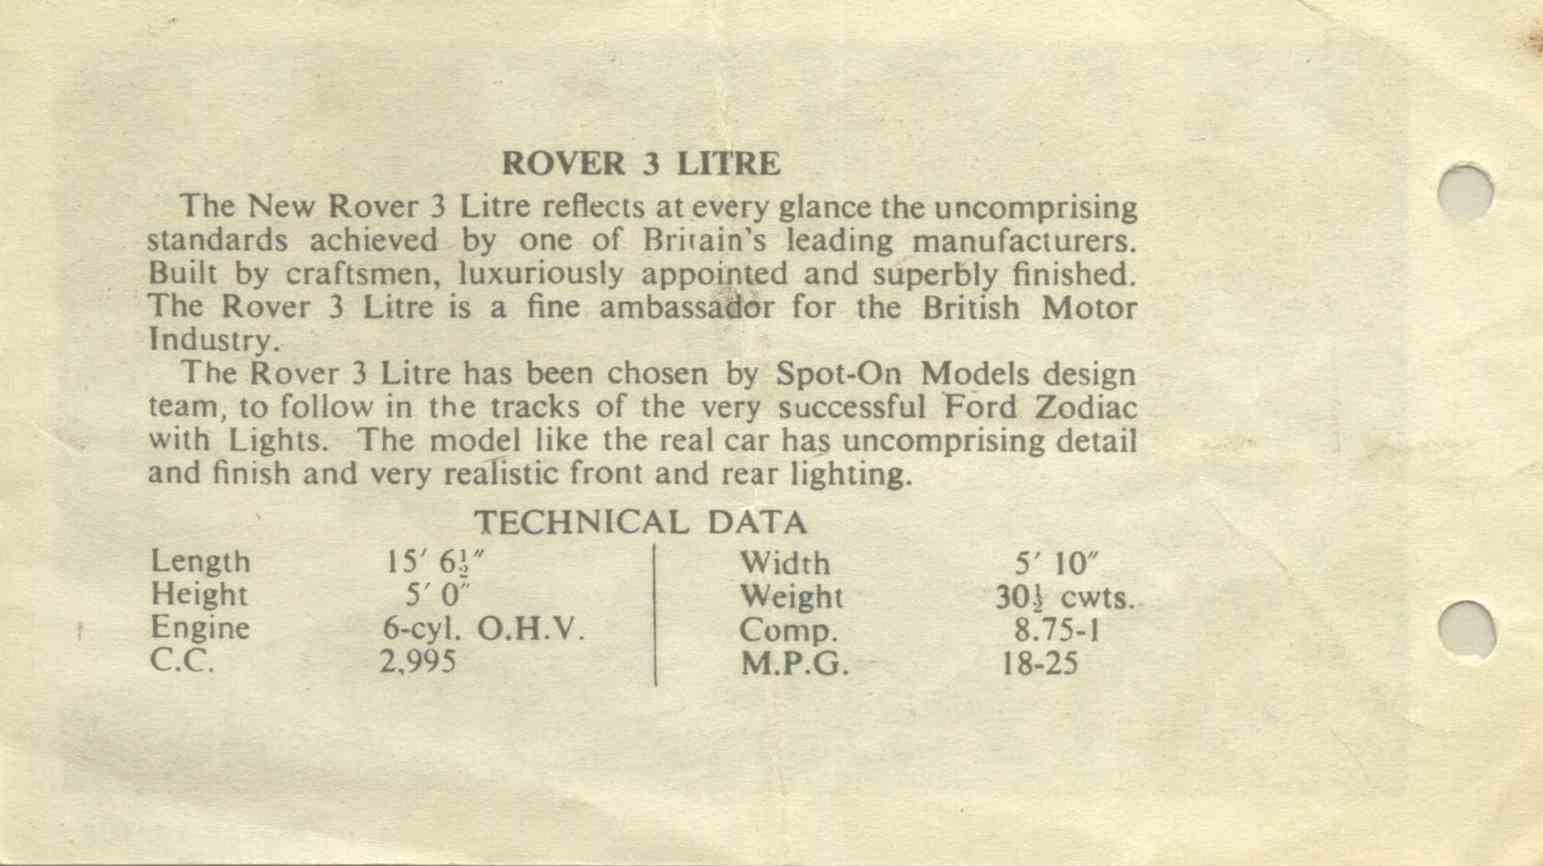 ROVER 3 LITRE
The New Rover 3 Litre reflects at every glance the uncomprising
standards achieved by one of Britain's leading manufacturers.
Built by craftsmen, luxuriously appointed and superbly finished.
The Rover 3 Litre is a fine ambassador for the British Motor
Industry.
The Rover 3 Litre has been chosen by Spot-On Models design
team, to follow in the tracks of the very successful Ford Zodiac
with Lights. The model like the real car has uncomprising detail
and finish and very realistic front and rear lighting.
TECHNICAL DATA
Length 15′ 6½″ Width 5′ 10″
Height 5′ 0″ Weight 30½ cwts.
Engine 6-cyl. O.H.V. Comp. 8.75-1
C.C. 2,995 M.P.G. 18-25